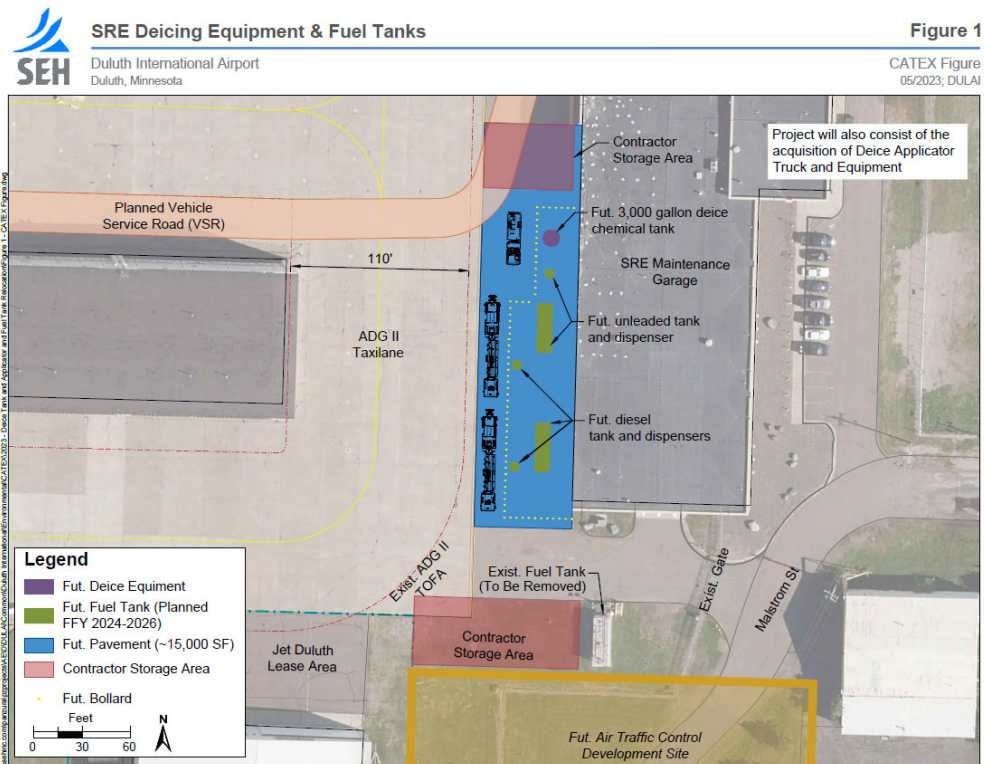 SEH
SRE Deicing Equipment & Fuel Tanks
Figure 1
Duluth International Airport
Duluth, Minnesota
CATEX Figure
05/2023; DULAI
Contractor
Storage Area
Project will also consist of the
acquisition of Deice Applicator
Truck and Equipment
Planned Vehicle
Service Road (VSR)
Fut. 3,000 gallon deice
chemical tank
110'
SRE Maintenance
Garage
ADG II
Taxilane
Fut. unleaded tank
and dispenser
Fut. diesel
tank and dispensers
Exist. ADG II
TOFA
Exist. Fuel Tank
(To Be Removed)
Exist. Gate
Malstrom St
Contractor
Storage Area
Jet Duluth
Lease Area
Fut. Air Traffic Control
Development Site
Legend
Fut. Deice Equiment
Fut. Fuel Tank (Planned
FFY 2024-2026)
Fut. Pavement (~15,000 SF)
Contractor Storage Area
Fut. Bollard
Feet
0 30 60
N